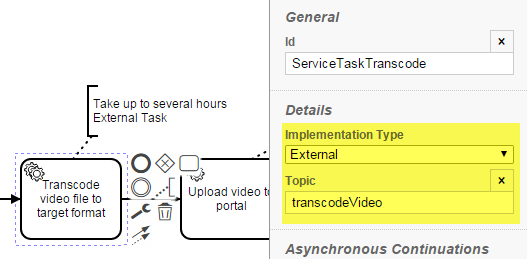 Take up to several hours
External Task
Transcode
video file to
target format
Upload video to
portal
General
Id
x
ServiceTaskTranscode
Details
Implementation Type
External
Topic
x
transcodeVideo
Asynchronous Continuations